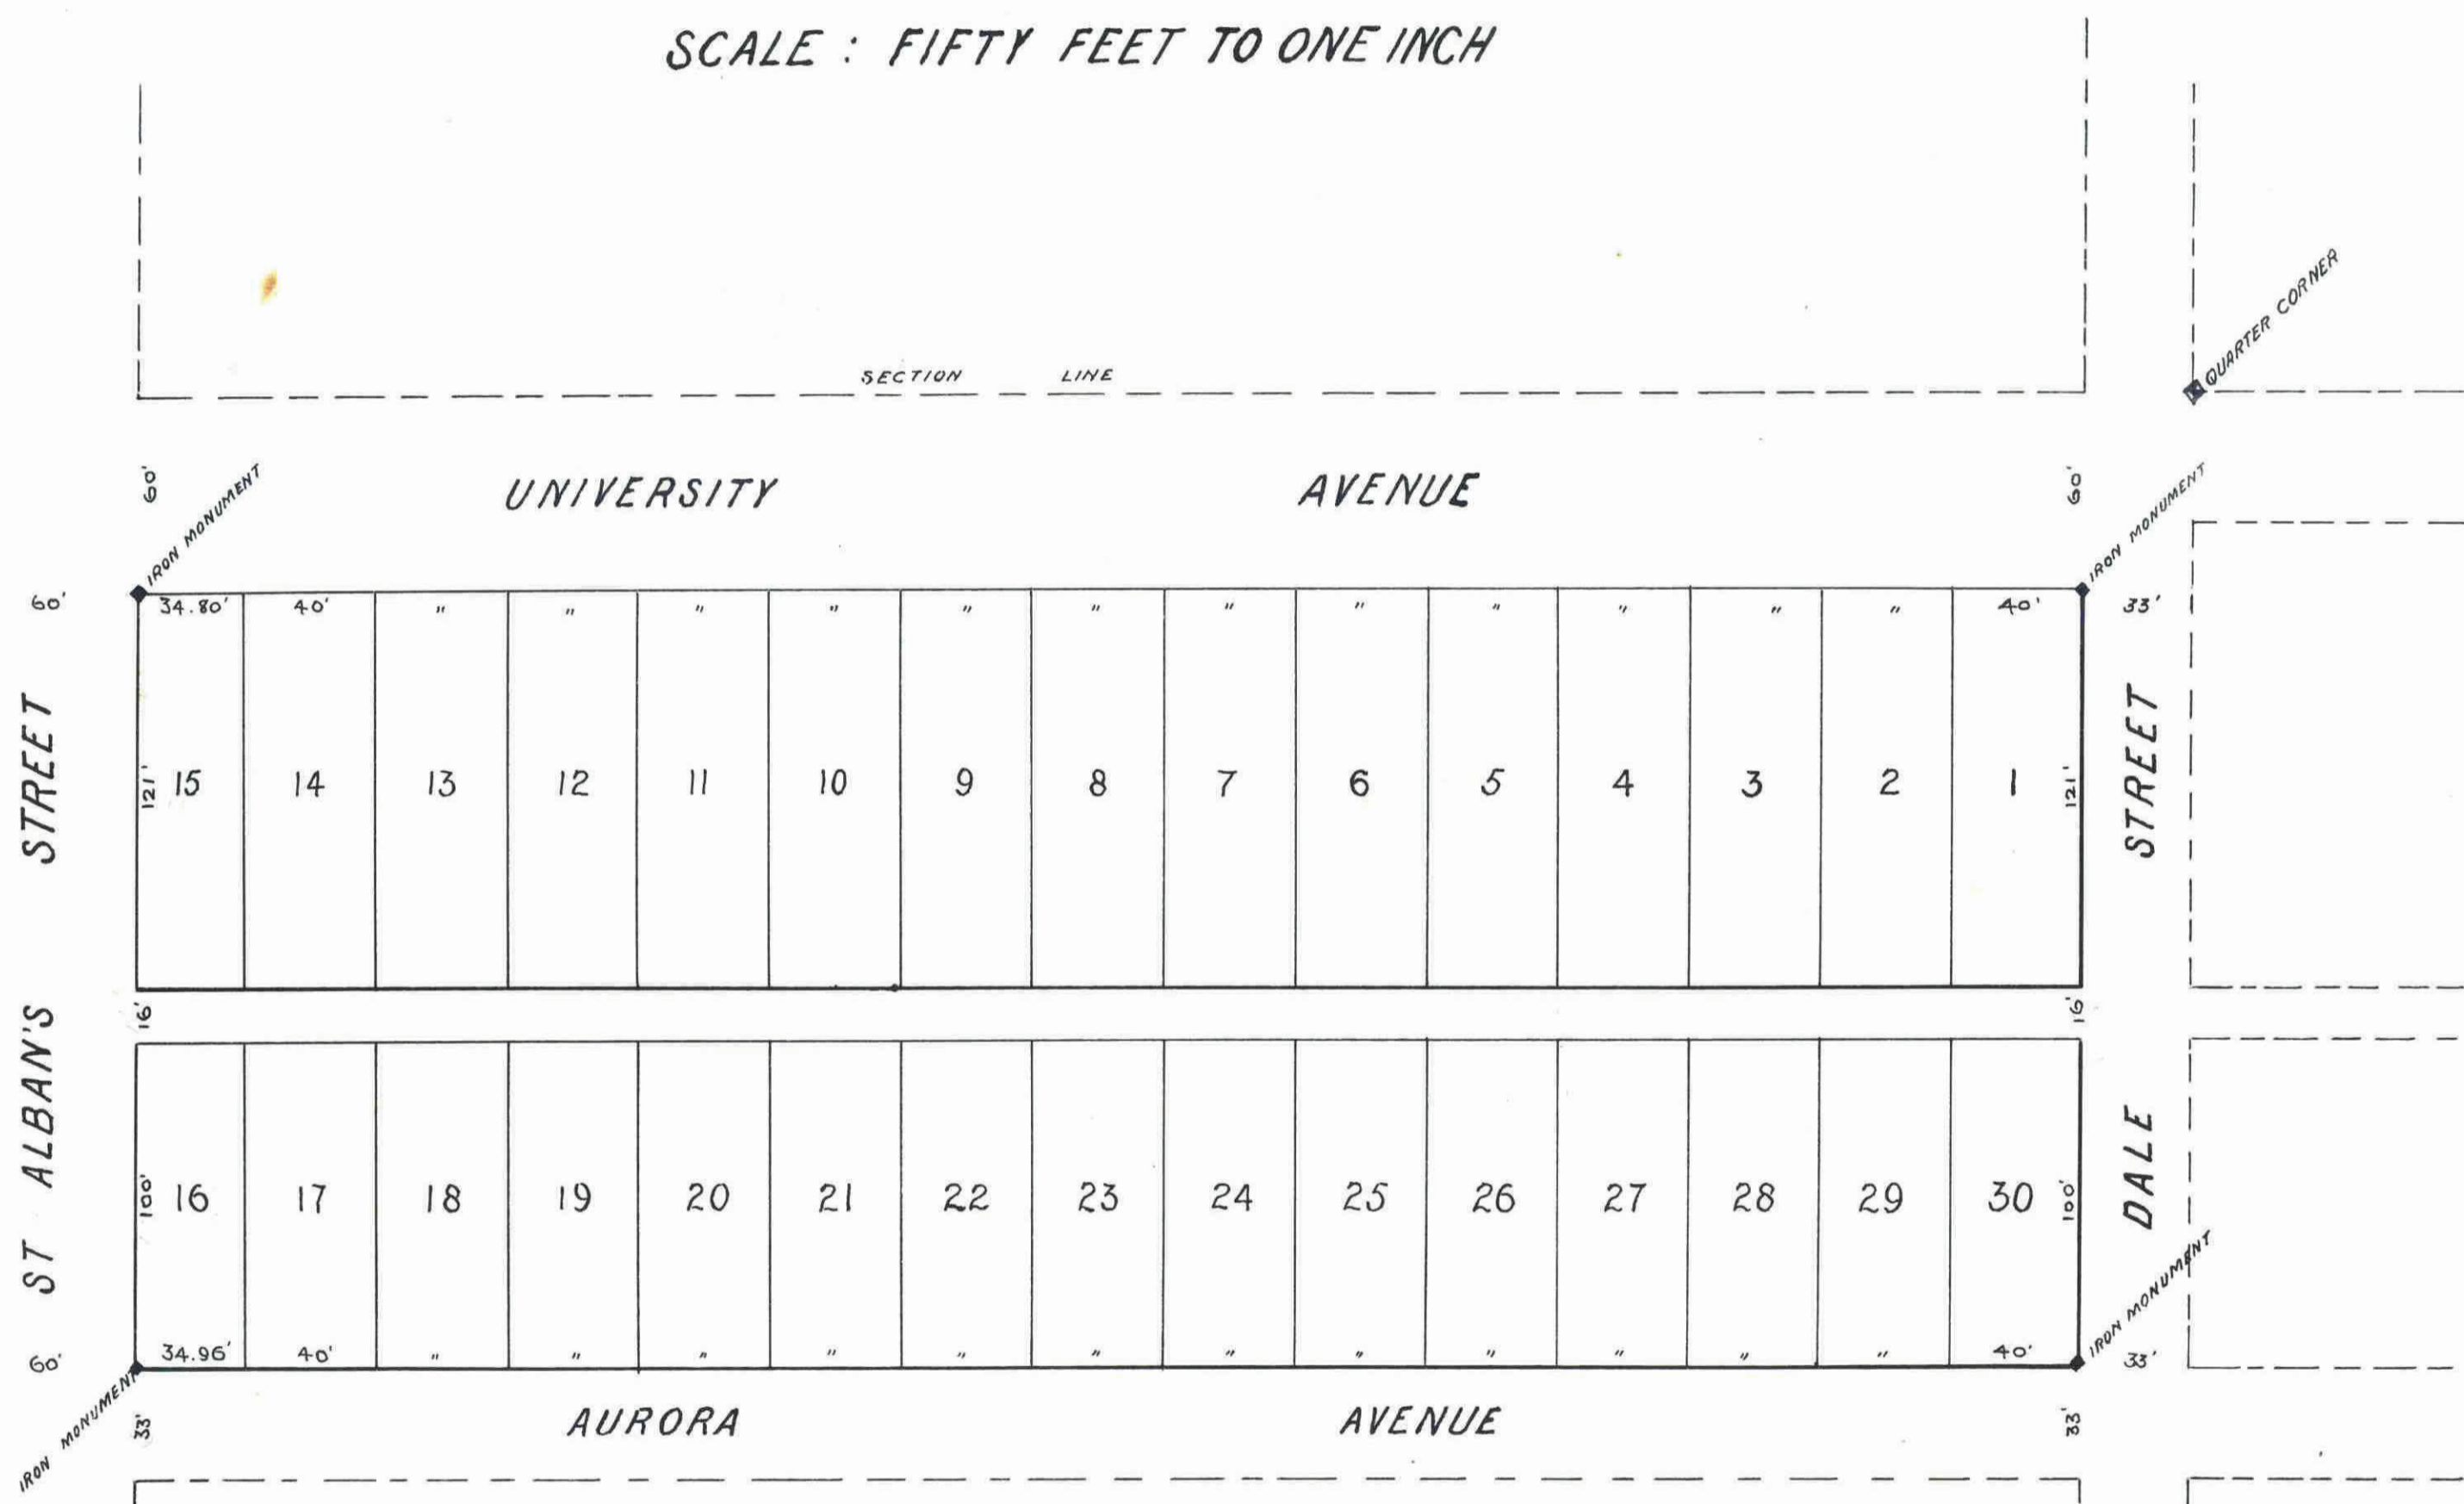 SCALE : FIFTY FEET TO ONE INCH
QUARTER CORNER
SECTION LINE
60' IRON MONUMENT UNIVERSITY AVENUE 60' IRON MONUMENT
60' 34.80' 40' " " " " " " " " " " " " 40' 33'
STREET 121' 15 14 13 12 11 10 9 8 7 6 5 4 3 2 1 121' STREET
16' 16'
ST ALBAN'S 100' 16 17 18 19 20 21 22 23 24 25 26 27 28 29 30 100' DALE
60' 34.96' 40' " " " " " " " " " " " " 40' IRON MONUMENT 33'
IRON MONUMENT 33' AURORA AVENUE 33'